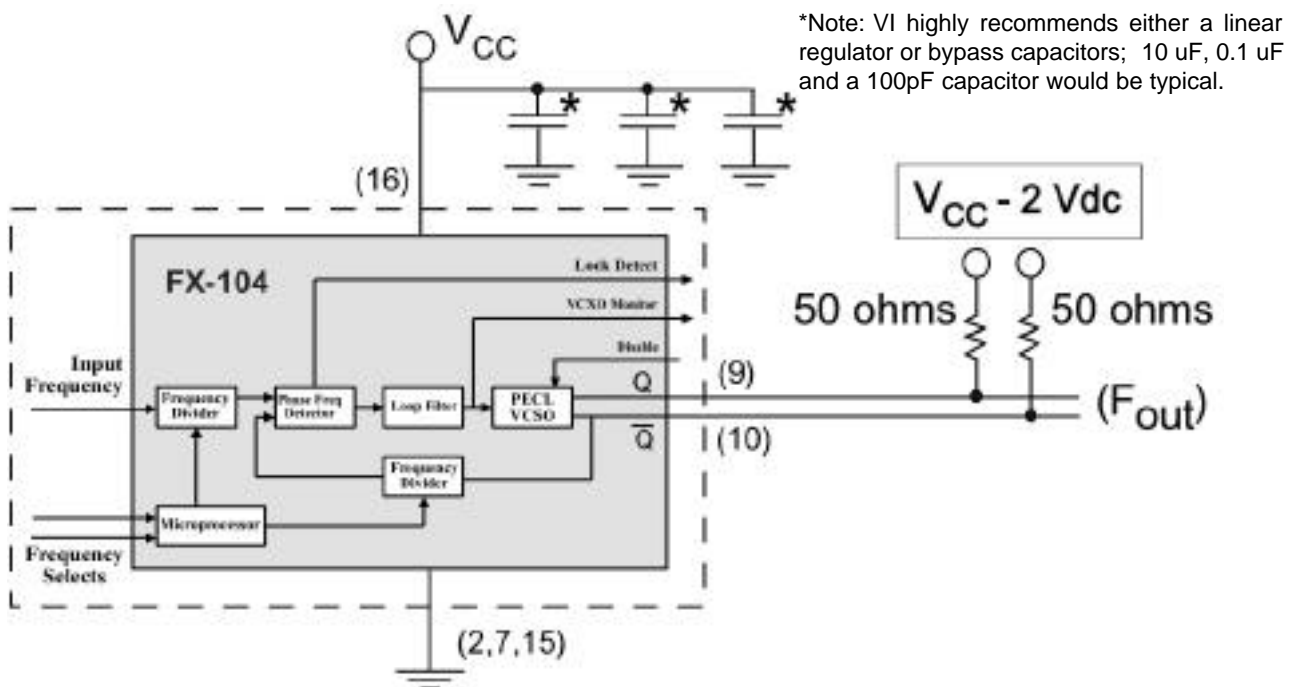 *Note: VI highly recommends either a linear
regulator or bypass capacitors; 10 uF, 0.1 uF
and a 100pF capacitor would be typical.
VCC
* * *
(16)
VCC - 2 Vdc
FX-104
Lock Detect
VCXO Monitor
50 ohms
50 ohms
Disable
Input
Frequency
Frequency
Divider
Phase Freq
Detector
Loop Filter
PECL
VCSO
Q
(9)
(Fout)
Q̅
(10)
Frequency
Divider
Microprocessor
Frequency
Selects
(2,7,15)